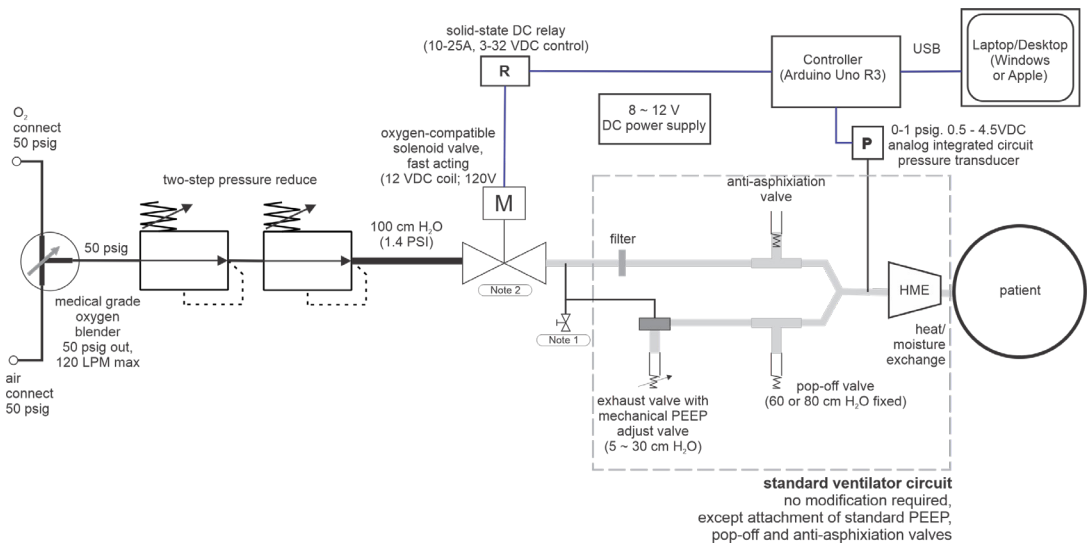 solid-state DC relay
(10-25A, 3-32 VDC control)
R
Controller
(Arduino Uno R3)
USB
Laptop/Desktop
(Windows
or Apple)
8 ~ 12 V
DC power supply
P
0-1 psig. 0.5 - 4.5VDC
analog integrated circuit
pressure transducer
O₂
connect
50 psig
oxygen-compatible
solenoid valve,
fast acting
(12 VDC coil; 120V
M
two-step pressure reduce
50 psig
100 cm H₂O
(1.4 PSI)
Note 2
medical grade
oxygen
blender
50 psig out,
120 LPM max
air
connect
50 psig
anti-asphixiation
valve
filter
Note 1
HME
patient
heat/
moisture
exchange
exhaust valve with
mechanical PEEP
adjust valve
(5 ~ 30 cm H₂O)
pop-off valve
(60 or 80 cm H₂O fixed)
standard ventilator circuit
no modification required,
except attachment of standard PEEP,
pop-off and anti-asphixiation valves